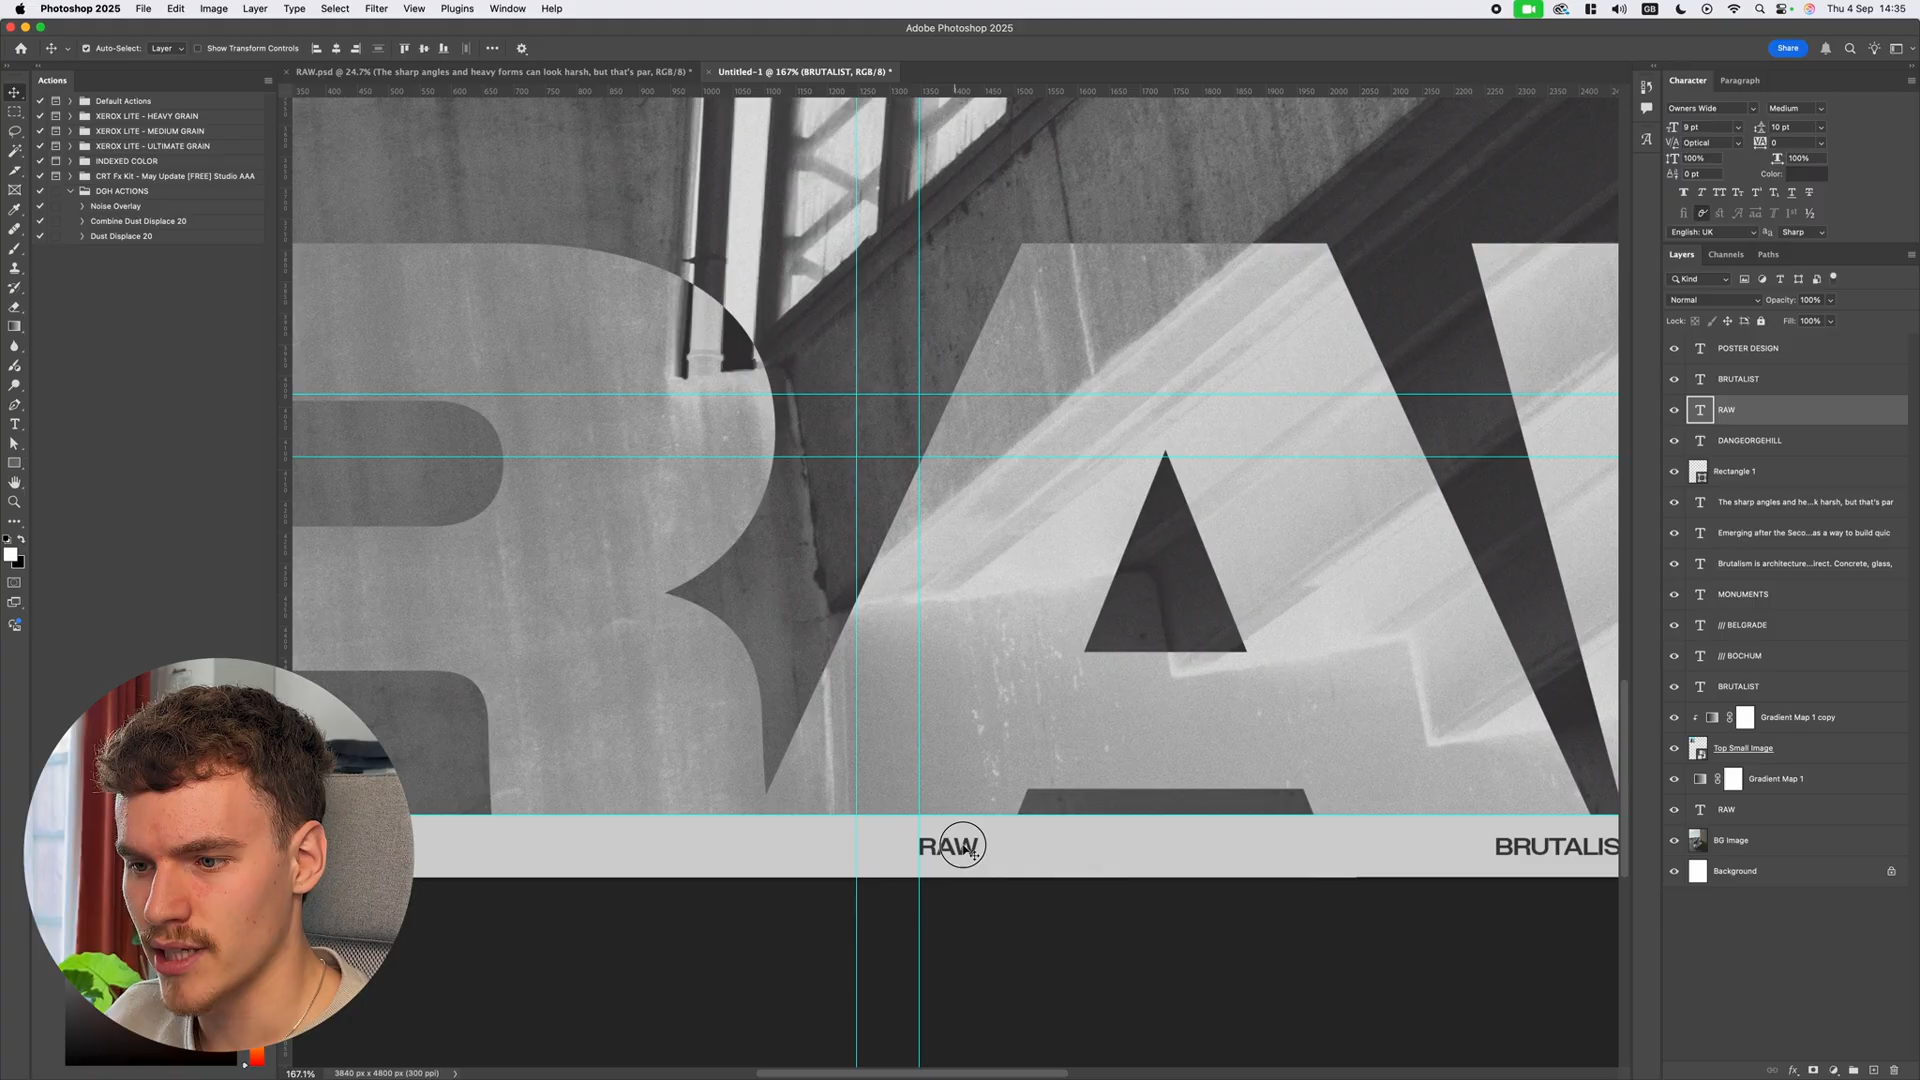 Photoshop 2025 File Edit Image Layer Type Select Filter View Plugins Window Help
GB Thu 4 Sep 14:35
Adobe Photoshop 2025
Auto-Select: Layer Show Transform Controls
Share
Actions
RAW.psd @ 24.7% (The sharp angles and heavy forms can look harsh, but that's par, RGB/8) *
Untitled-1 @ 167% (BRUTALIST, RGB/8) *
Default Actions
XEROX LITE - HEAVY GRAIN
XEROX LITE - MEDIUM GRAIN
XEROX LITE - ULTIMATE GRAIN
INDEXED COLOR
CRT Fx Kit - May Update [FREE] Studio AAA
DGH ACTIONS
Noise Overlay
Combine Dust Displace 20
Dust Displace 20
RAW
RAW BRUTALIS
167.1% 3840 px x 4800 px (300 ppi)
Character Paragraph
Owners Wide Medium
9 pt 10 pt
Optical 0
100% 100%
0 pt Color:
English: UK Sharp
Layers Channels Paths
Kind
Normal Opacity: 100%
Lock: Fill: 100%
POSTER DESIGN
BRUTALIST
RAW
DANGEORGEHILL
Rectangle 1
The sharp angles and he...k harsh, but that's par
Emerging after the Seco...as a way to build quic
Brutalism is architecture...irect. Concrete, glass,
MONUMENTS
/// BELGRADE
/// BOCHUM
BRUTALIST
Gradient Map 1 copy
Top Small Image
Gradient Map 1
RAW
BG Image
Background